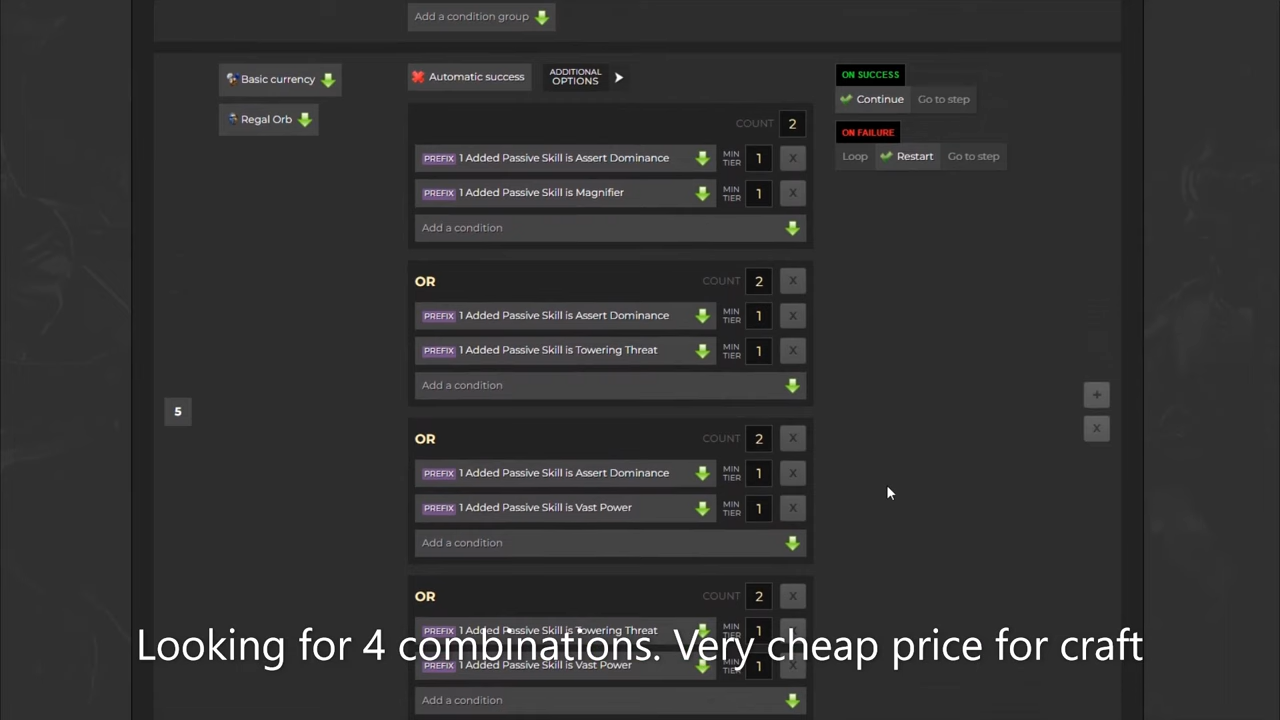 Add a condition group
Basic currency
Regal Orb
Automatic success
ADDITIONAL OPTIONS
ON SUCCESS
Continue Go to step
ON FAILURE
Loop Restart Go to step
COUNT 2
PREFIX 1 Added Passive Skill is Assert Dominance MIN TIER 1 X
PREFIX 1 Added Passive Skill is Magnifier MIN TIER 1 X
Add a condition
OR COUNT 2 X
PREFIX 1 Added Passive Skill is Assert Dominance MIN TIER 1 X
PREFIX 1 Added Passive Skill is Towering Threat MIN TIER 1 X
Add a condition
5
+
X
OR COUNT 2 X
PREFIX 1 Added Passive Skill is Assert Dominance MIN TIER 1 X
PREFIX 1 Added Passive Skill is Vast Power MIN TIER 1 X
Add a condition
OR COUNT 2 X
PREFIX 1 Added Passive Skill is Towering Threat MIN TIER 1
PREFIX 1 Added Passive Skill is Vast Power MIN TIER 1 X
Add a condition
Looking for 4 combinations. Very cheap price for craft